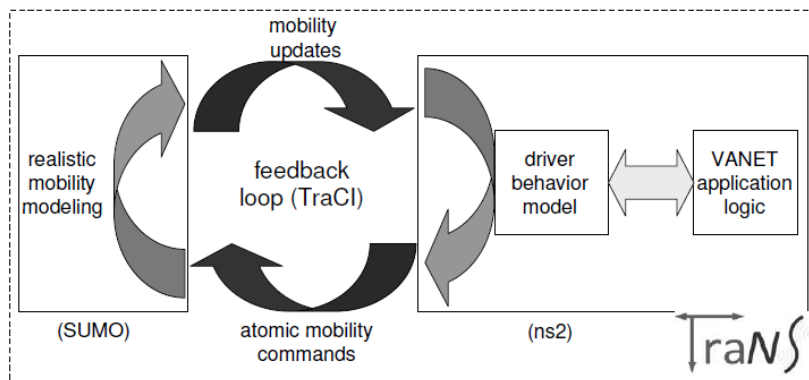 mobility
updates
realistic
mobility
modeling
feedback
loop (TraCI)
driver
behavior
model
VANET
application
logic
(SUMO)
atomic mobility
commands
(ns2)
TraNS